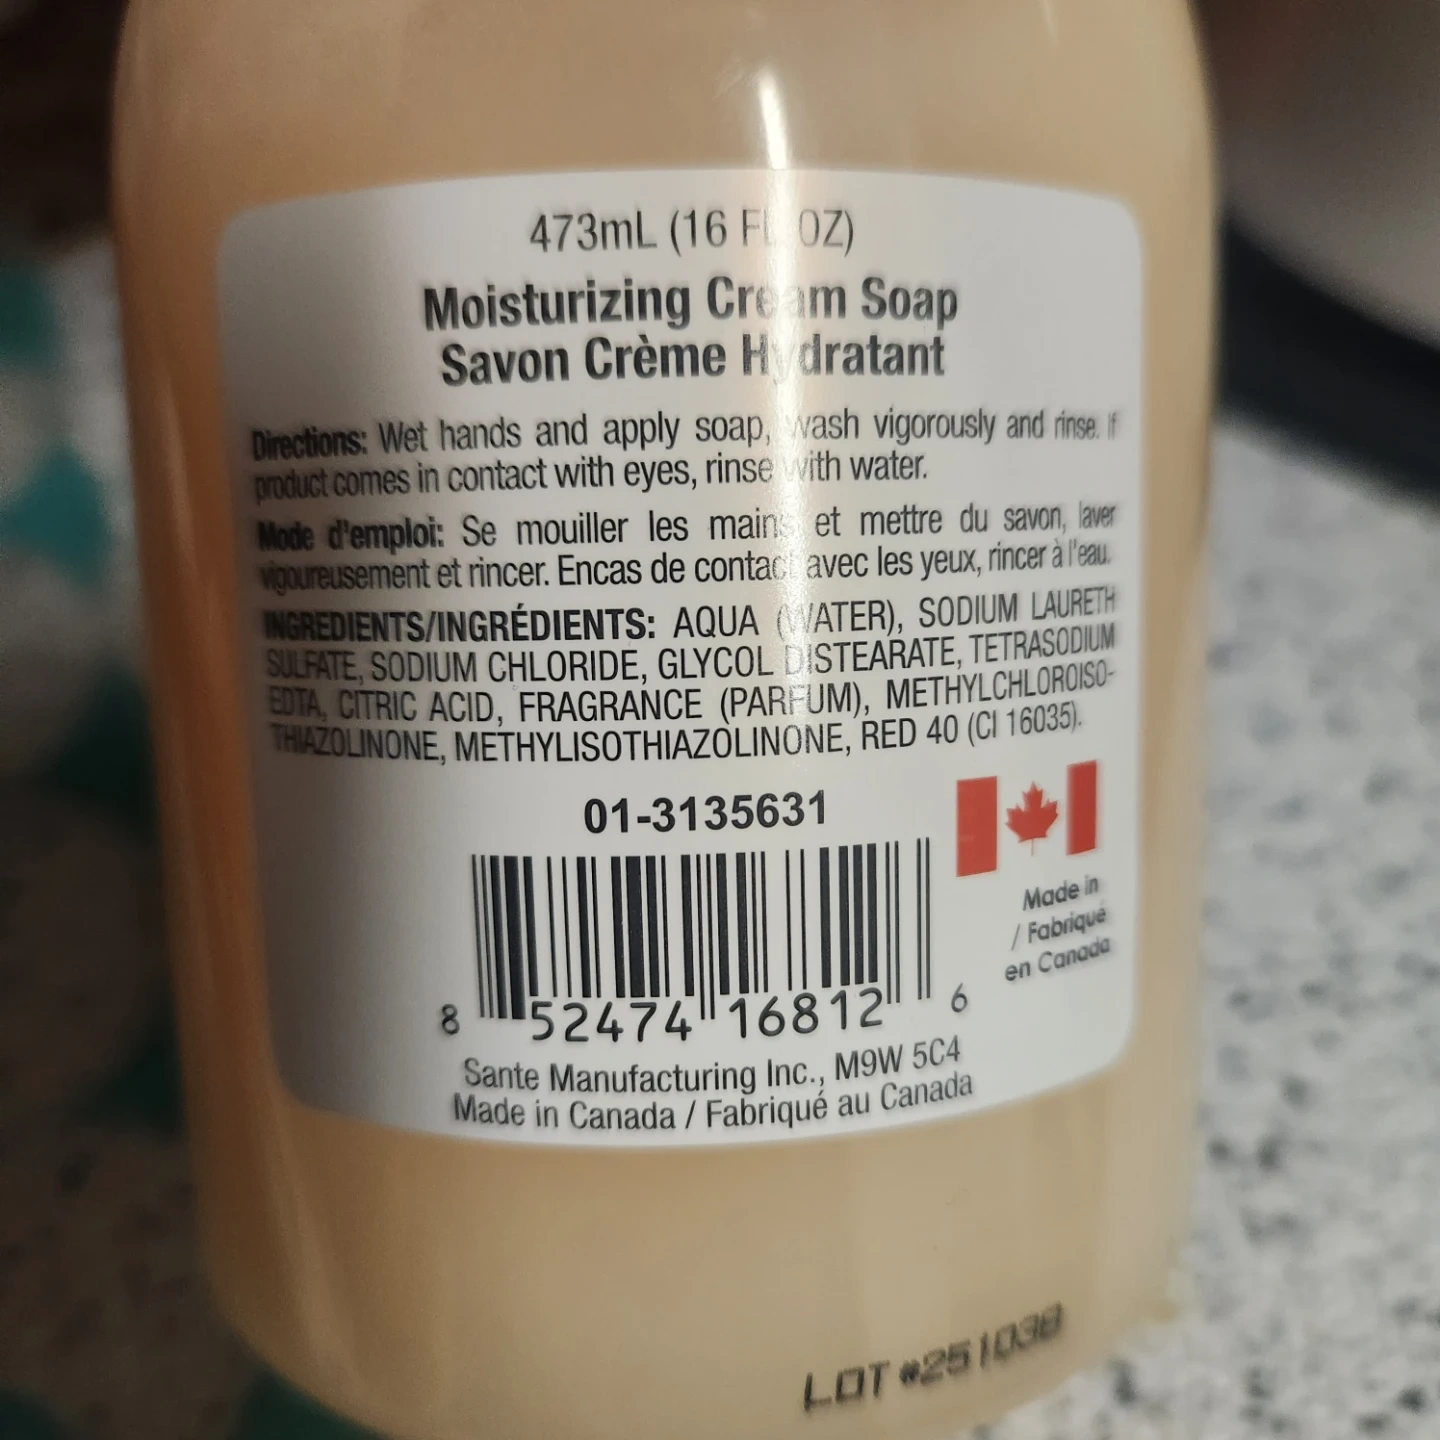 473mL (16 FL OZ)
Moisturizing Cream Soap
Savon Crème Hydratant
Directions: Wet hands and apply soap, wash vigorously and rinse. If
product comes in contact with eyes, rinse with water.
Mode d'emploi: Se mouiller les mains et mettre du savon, laver
vigoureusement et rincer. Encas de contact avec les yeux, rincer à l'eau.
INGREDIENTS/INGRÉDIENTS: AQUA (WATER), SODIUM LAURETH
SULFATE, SODIUM CHLORIDE, GLYCOL DISTEARATE, TETRASODIUM
EDTA, CITRIC ACID, FRAGRANCE (PARFUM), METHYLCHLOROISO-
THIAZOLINONE, METHYLISOTHIAZOLINONE, RED 40 (CI 16035).
01-3135631
Made in
/ Fabriqué
en Canada
8 52474 16812 6
Sante Manufacturing Inc., M9W 5C4
Made in Canada / Fabriqué au Canada
LOT #251038